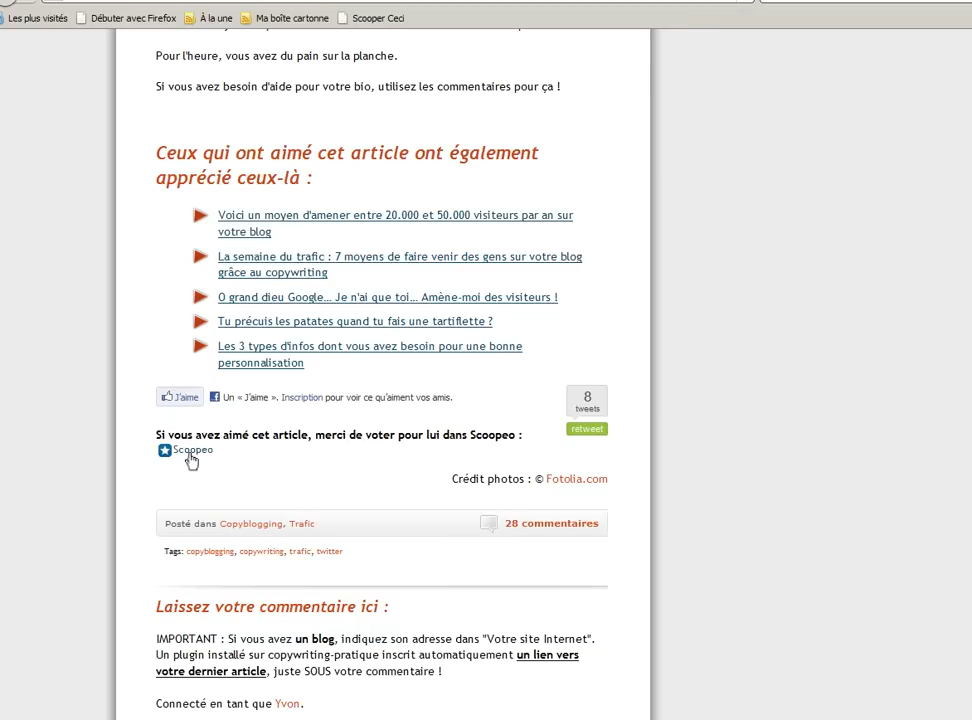 Les plus visités Débuter avec Firefox À la une Ma boîte cartonne Scooper Ceci
Pour l'heure, vous avez du pain sur la planche.
Si vous avez besoin d'aide pour votre bio, utilisez les commentaires pour ça !
Ceux qui ont aimé cet article ont également
apprécié ceux-là :
Voici un moyen d'amener entre 20.000 et 50.000 visiteurs par an sur
votre blog
La semaine du trafic : 7 moyens de faire venir des gens sur votre blog
grâce au copywriting
O grand dieu Google… Je n'ai que toi… Amène-moi des visiteurs !
Tu précuis les patates quand tu fais une tartiflette ?
Les 3 types d'infos dont vous avez besoin pour une bonne
personnalisation
J'aime Un « J'aime ». Inscription pour voir ce qu'aiment vos amis.
8
tweets
retweet
Si vous avez aimé cet article, merci de voter pour lui dans Scoopeo :
Scoopeo
Crédit photos : © Fotolia.com
Posté dans Copyblogging, Trafic 28 commentaires
Tags: copyblogging, copywriting, trafic, twitter
Laissez votre commentaire ici :
IMPORTANT : Si vous avez un blog, indiquez son adresse dans "Votre site Internet".
Un plugin installé sur copywriting-pratique inscrit automatiquement un lien vers
votre dernier article, juste SOUS votre commentaire !
Connecté en tant que Yvon.